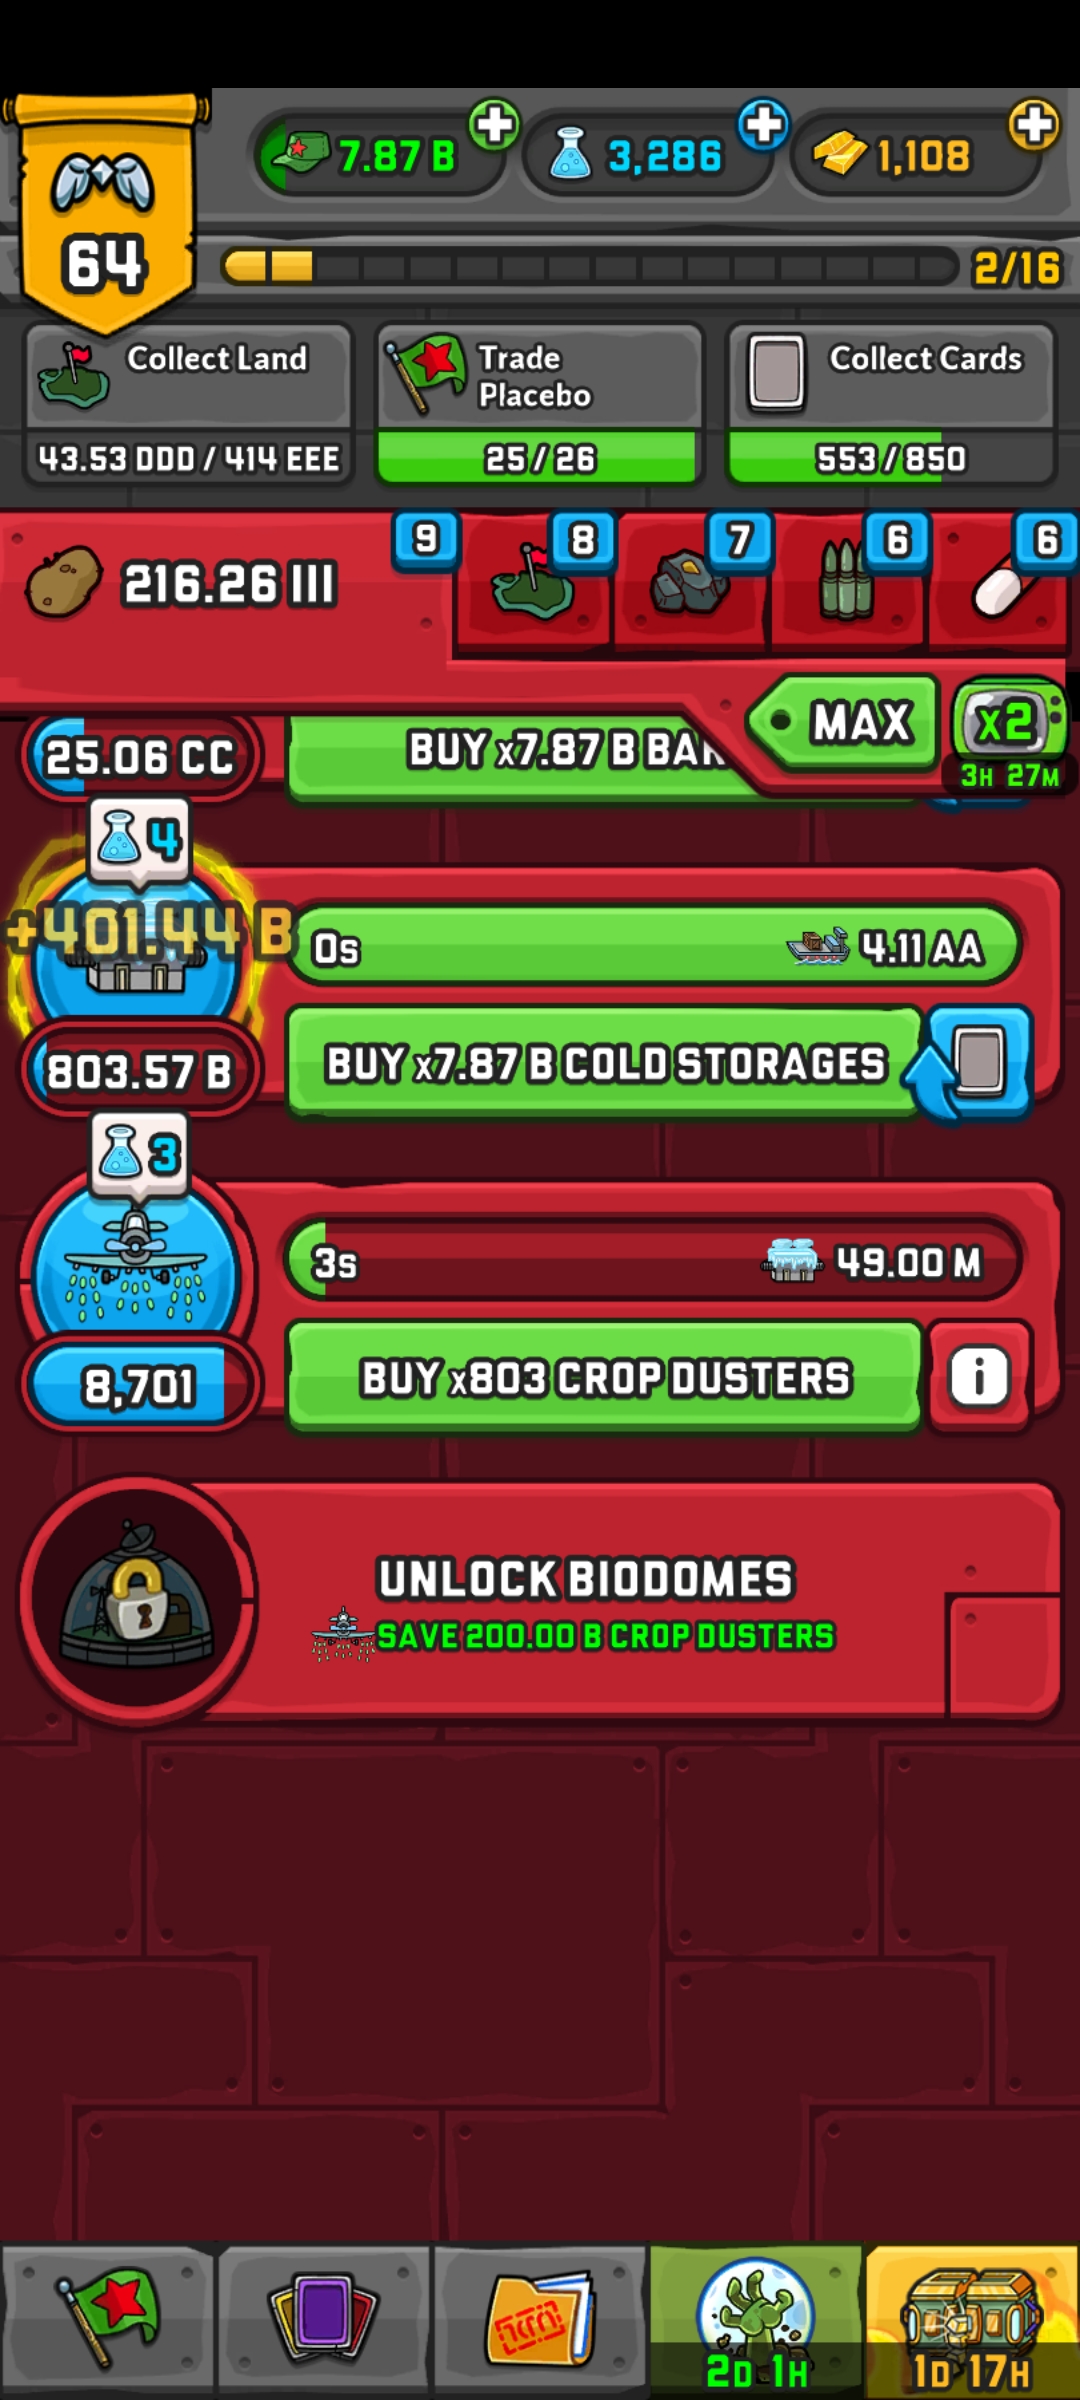 7.87 B
3,286
1,108
64
2/16
Collect Land
43.53 DDD / 414 EEE
Trade
Placebo
25 / 26
Collect Cards
553 / 850
216.26 III
9
8
7
6
6
MAX
x2
3H 27M
25.06 CC
BUY x7.87 B BAR
4
+401.44 B
0s
4.11 AA
803.57 B
BUY x7.87 B COLD STORAGES
3
3s
49.00 M
8,701
BUY x803 CROP DUSTERS
i
UNLOCK BIODOMES
SAVE 200.00 B CROP DUSTERS
2D 1H
1D 17H